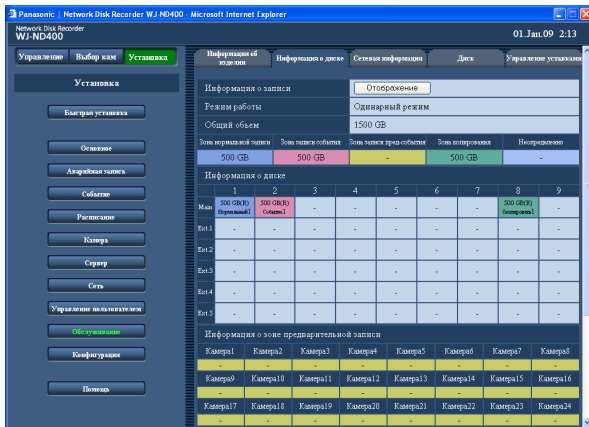 Panasonic | Network Disk Recorder WJ-ND400 - Microsoft Internet Explorer
Network Disk Recorder
WJ-ND400
01.Jan.09 2:13
Управление Выбор кам Установка
Информация об изделии Информация о диске Сетевая информация Диск Управление уставками
Установка
Быстрая установка
Основное
Аварийная запись
Событие
Расписание
Камера
Сервер
Сеть
Управление пользователем
Обслуживание
Конфигурация
Помощь
Информация о записи Отображение
Режим работы Одинарный режим
Общий объем 1500 GB
Зона нормальной записи Зона записи события Зона записи пред-события Зона копирования Неопределенно
500 GB 500 GB - 500 GB -
Информация о диске
1 2 3 4 5 6 7 8 9
Main 500 GB(R) 500 GB(R) - - - - - 500 GB(R) -
Нормальный1 Событие1
Ext.1 - - - - - - - - -
Ext.2 - - - - - - - - -
Ext.3 - - - - - - - - -
Ext.4 - - - - - - - - -
Ext.5 - - - - - - - - -
Информация о зоне предварительной записи
Камера1 Камера2 Камера3 Камера4 Камера5 Камера6 Камера7 Камера8
- - - - - - - -
Камера9 Камера10 Камера11 Камера12 Камера13 Камера14 Камера15 Камера16
- - - - - - - -
Камера17 Камера18 Камера19 Камера20 Камера21 Камера22 Камера23 Камера24
- - - - - - - -